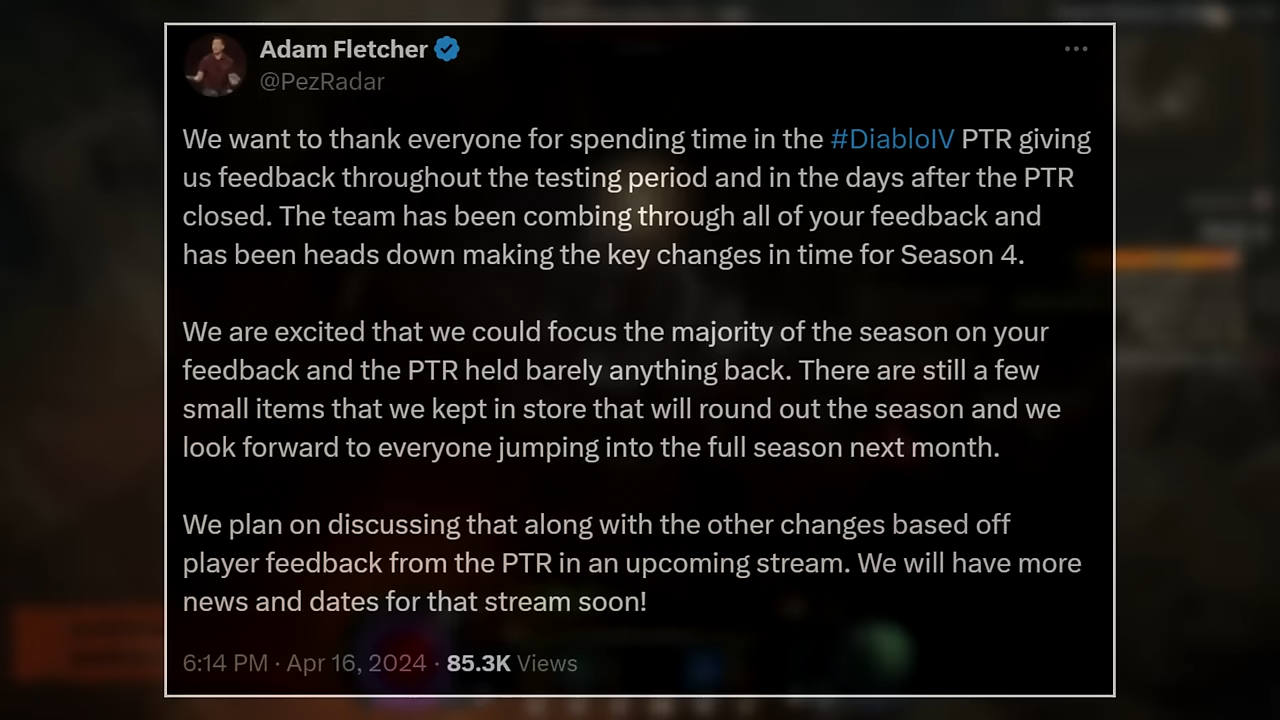 Adam Fletcher
@PezRadar
We want to thank everyone for spending time in the #DiabloIV PTR giving
us feedback throughout the testing period and in the days after the PTR
closed. The team has been combing through all of your feedback and
has been heads down making the key changes in time for Season 4.
We are excited that we could focus the majority of the season on your
feedback and the PTR held barely anything back. There are still a few
small items that we kept in store that will round out the season and we
look forward to everyone jumping into the full season next month.
We plan on discussing that along with the other changes based off
player feedback from the PTR in an upcoming stream. We will have more
news and dates for that stream soon!
6:14 PM · Apr 16, 2024 · 85.3K Views